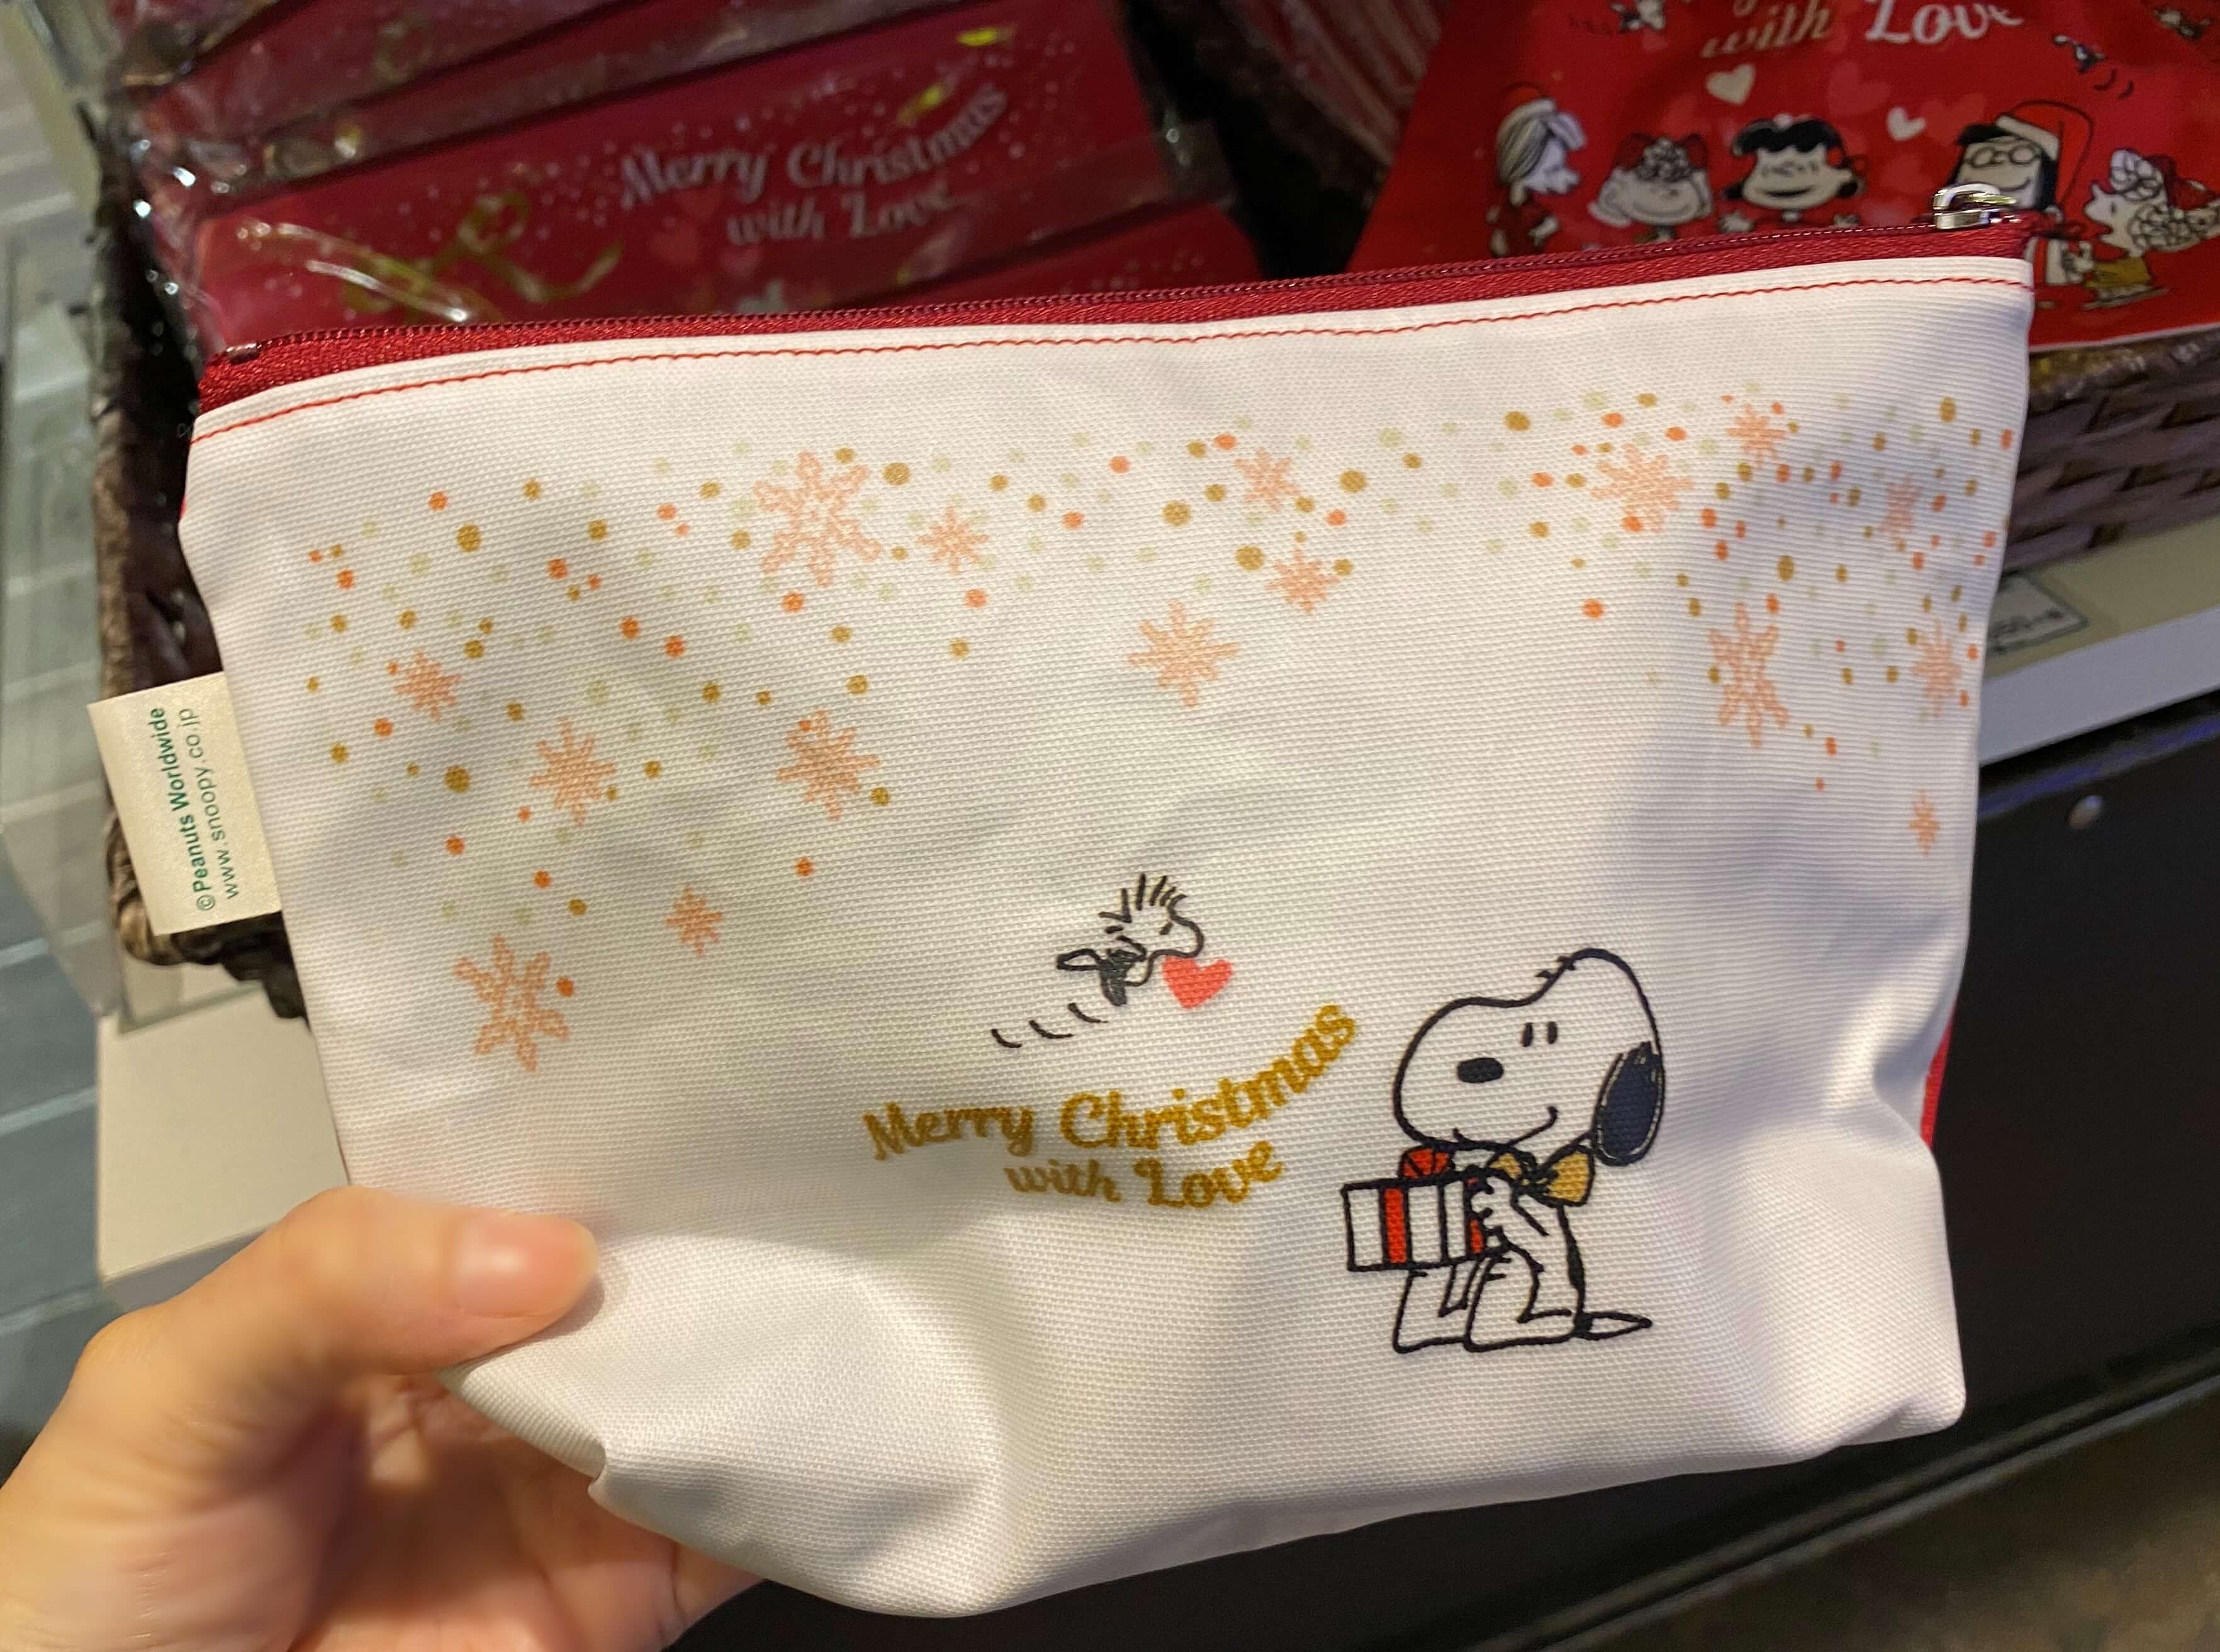 with Love
Merry Christmas
with Love
© Peanuts Worldwide
www.snoopy.co.jp
Merry Christmas
with Love